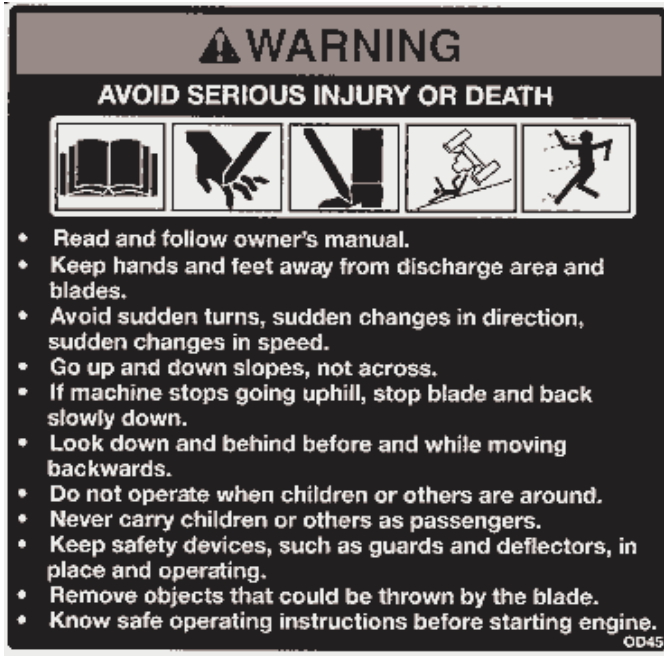 WARNING
AVOID SERIOUS INJURY OR DEATH
• Read and follow owner's manual.
• Keep hands and feet away from discharge area and
blades.
• Avoid sudden turns, sudden changes in direction,
sudden changes in speed.
• Go up and down slopes, not across.
• If machine stops going uphill, stop blade and back
slowly down.
• Look down and behind before and while moving
backwards.
• Do not operate when children or others are around.
• Never carry children or others as passengers.
• Keep safety devices, such as guards and deflectors, in
place and operating.
• Remove objects that could be thrown by the blade.
• Know safe operating instructions before starting engine.
OD45